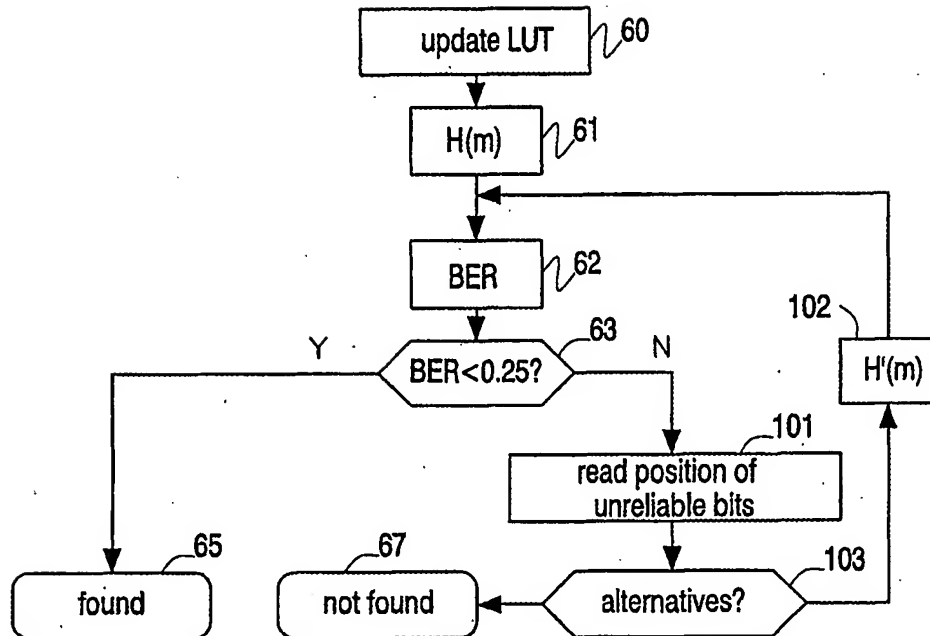 update LUT
60
H(m)
61
BER
62
63
Y
BER<0.25?
N
102
H'(m)
101
read position of
unreliable bits
65
found
67
not found
alternatives?
103